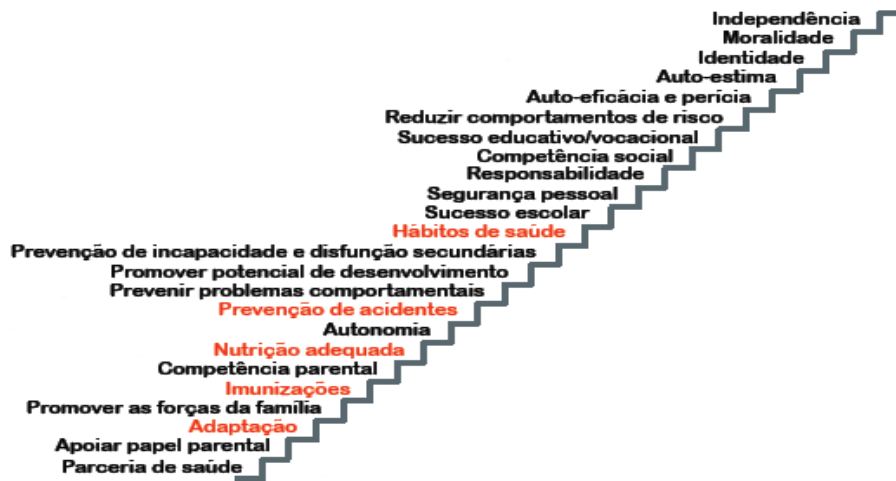 Independência
Moralidade
Identidade
Auto-estima
Auto-eficácia e perícia
Reduzir comportamentos de risco
Sucesso educativo/vocacional
Competência social
Responsabilidade
Segurança pessoal
Sucesso escolar
Hábitos de saúde
Prevenção de incapacidade e disfunção secundárias
Promover potencial de desenvolvimento
Prevenir problemas comportamentais
Prevenção de acidentes
Autonomia
Nutrição adequada
Competência parental
Imunizações
Promover as forças da família
Adaptação
Apoiar papel parental
Parceria de saúde